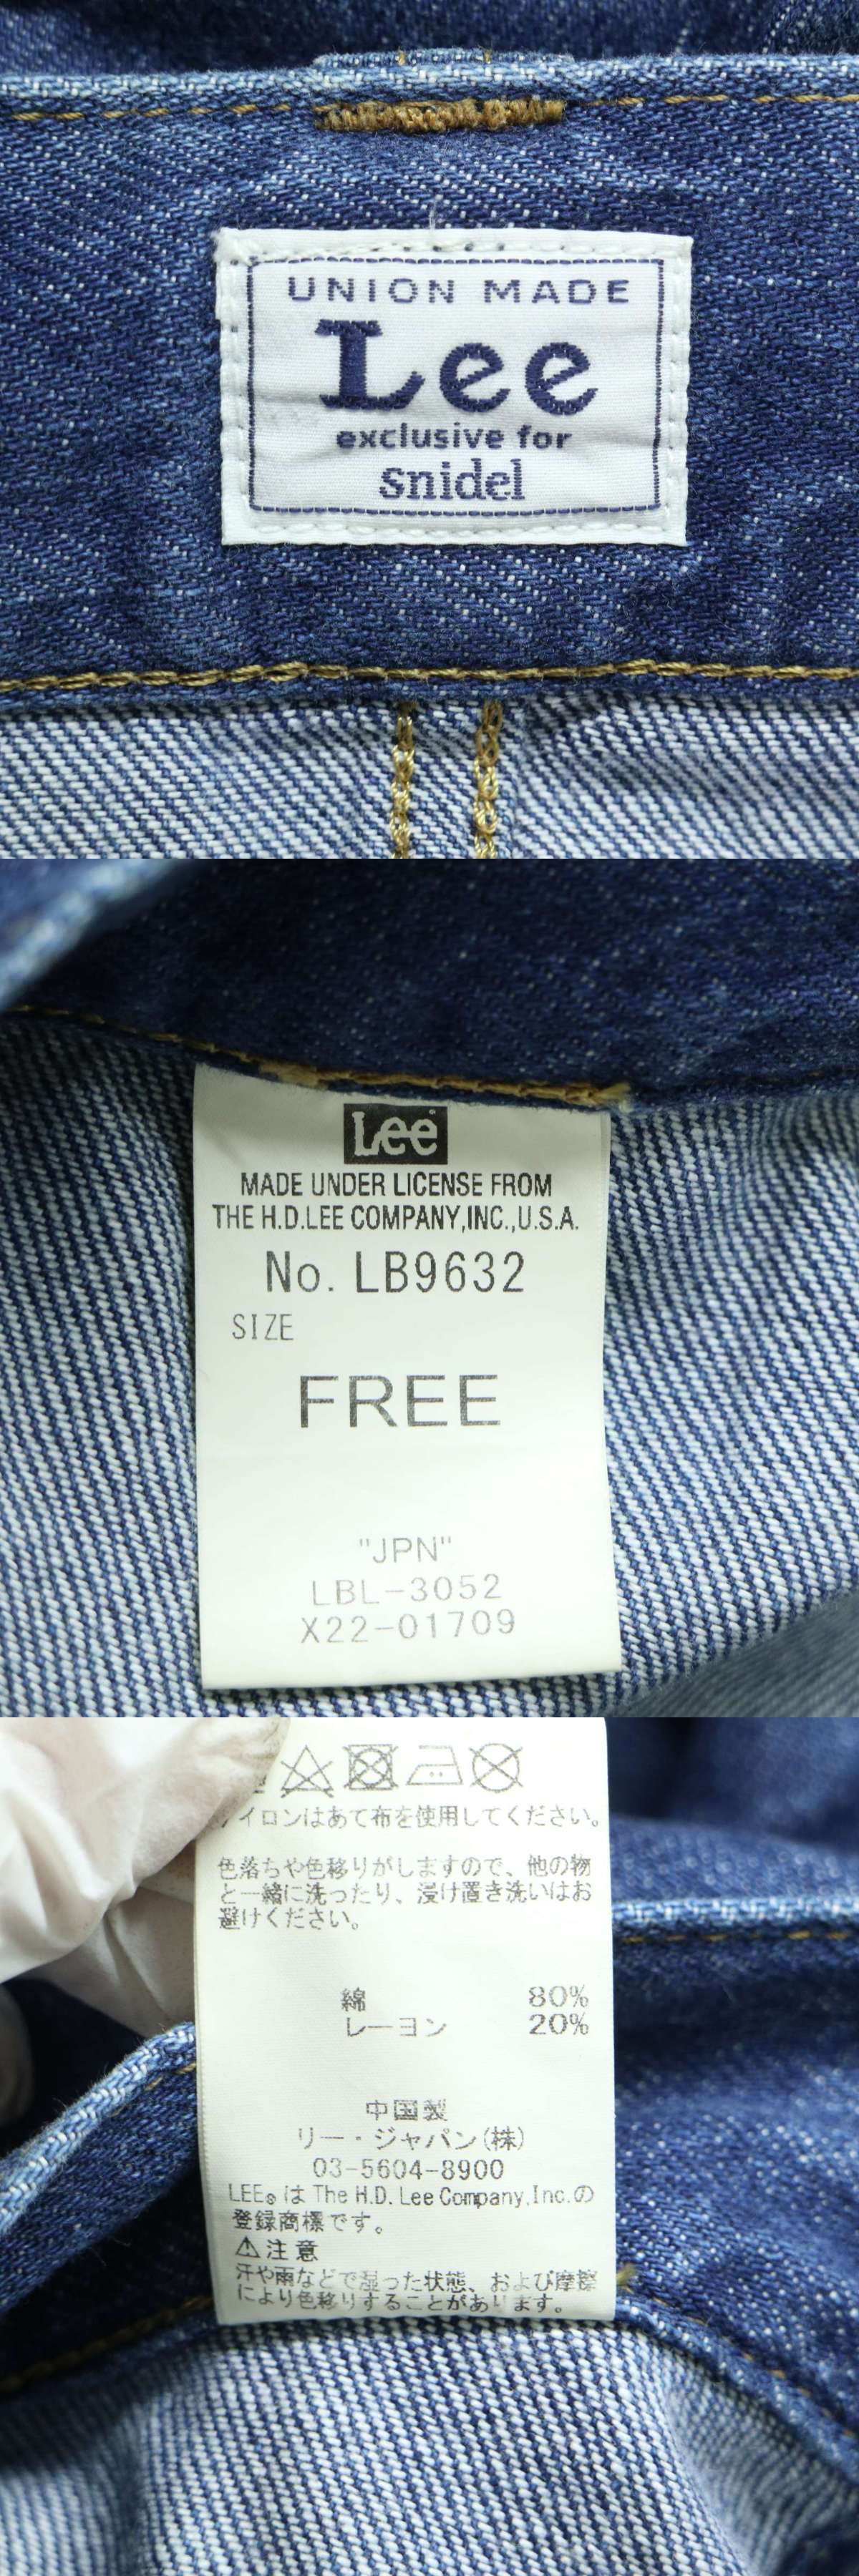 UNION MADE
Lee
exclusive for
snidel
Lee
MADE UNDER LICENSE FROM
THE H.D.LEE COMPANY,INC.,U.S.A.
No. LB9632
SIZE
FREE
"JPN"
LBL-3052
X22-01709
イロンはあて布を使用してください。
色落ちや色移りがしますので、他の物
と一緒に洗ったり、浸け置き洗いはお
避けください。
綿 80%
レーヨン 20%
中国製
リー・ジャパン(株)
03-5604-8900
LEE® は The H.D. Lee Company,Inc.の
登録商標です。
⚠注意
汗や雨などで湿った状態、および摩擦
により色移りすることがあります。